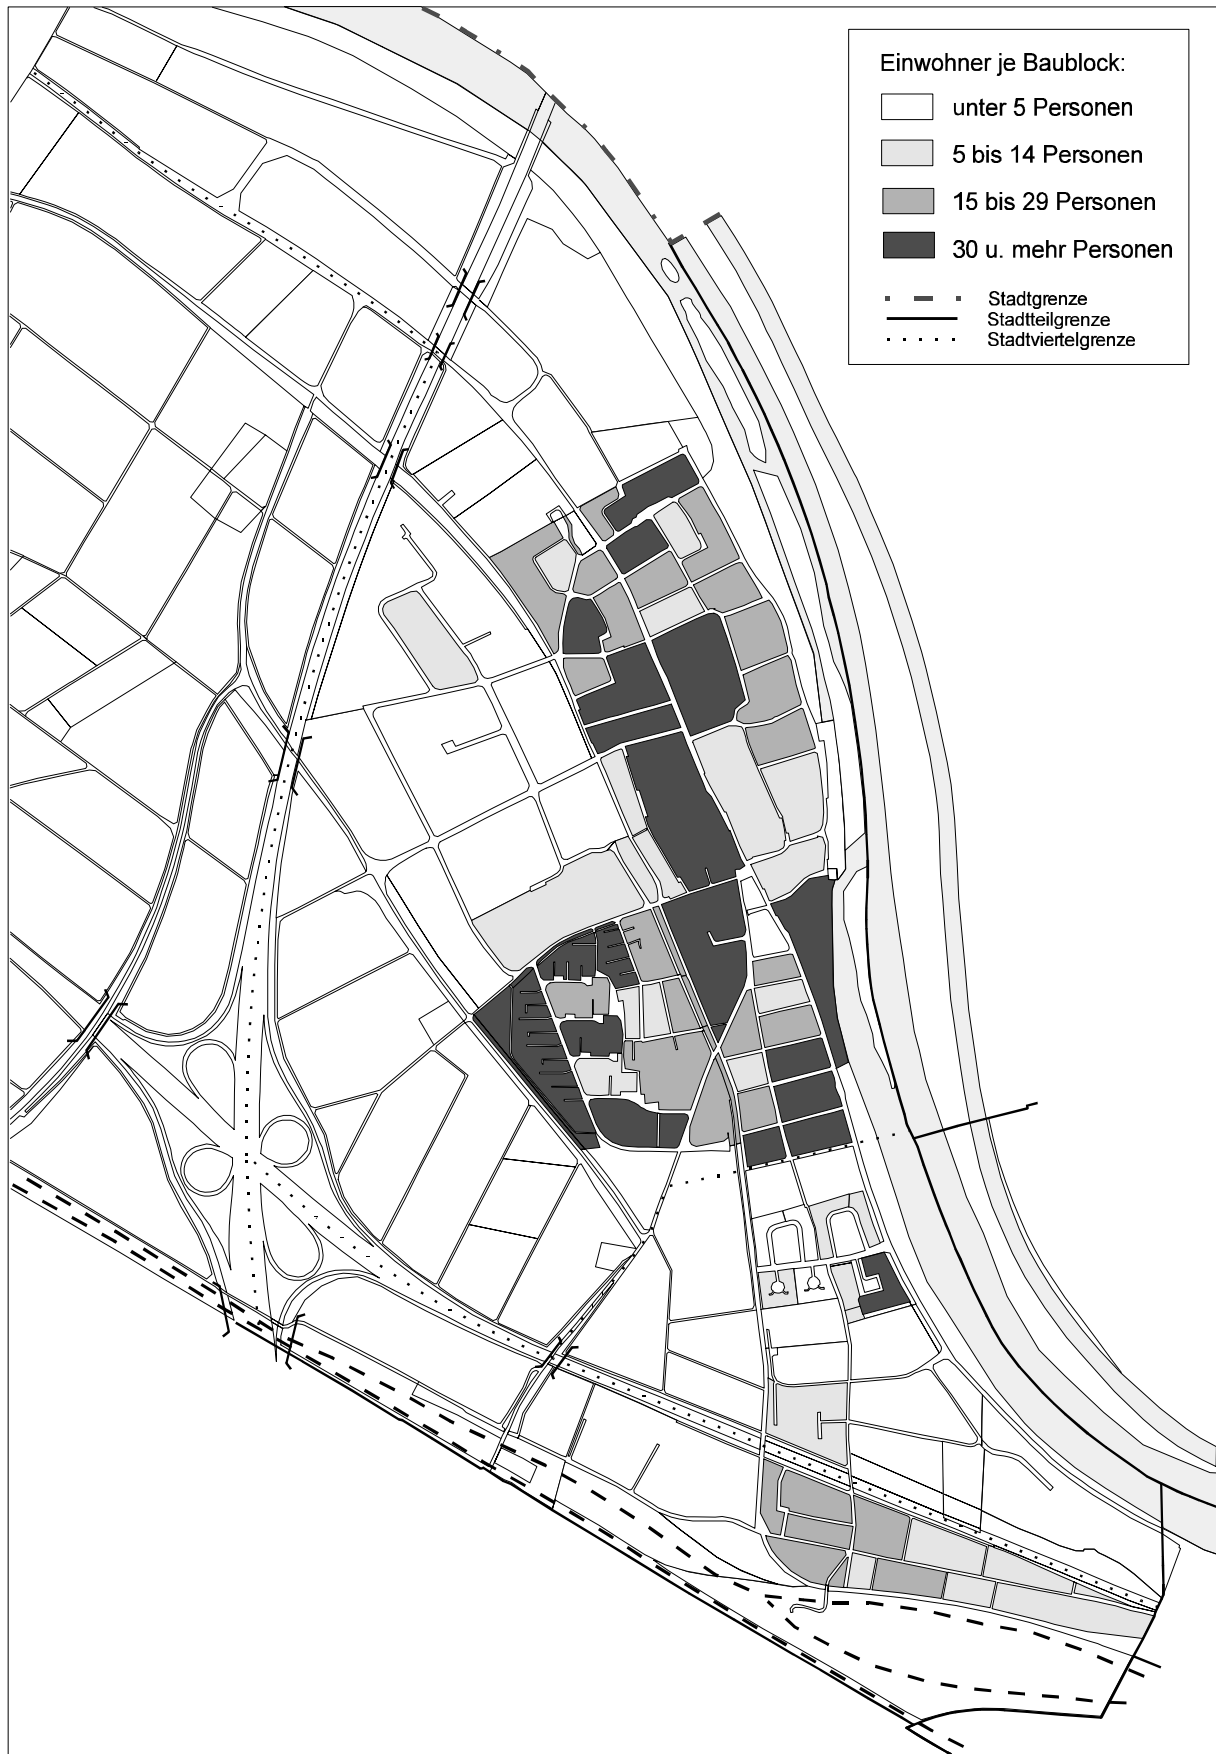 Einwohner je Baublock:
unter 5 Personen
5 bis 14 Personen
15 bis 29 Personen
30 u. mehr Personen
Stadtgrenze
Stadtteilgrenze
Stadtviertelgrenze